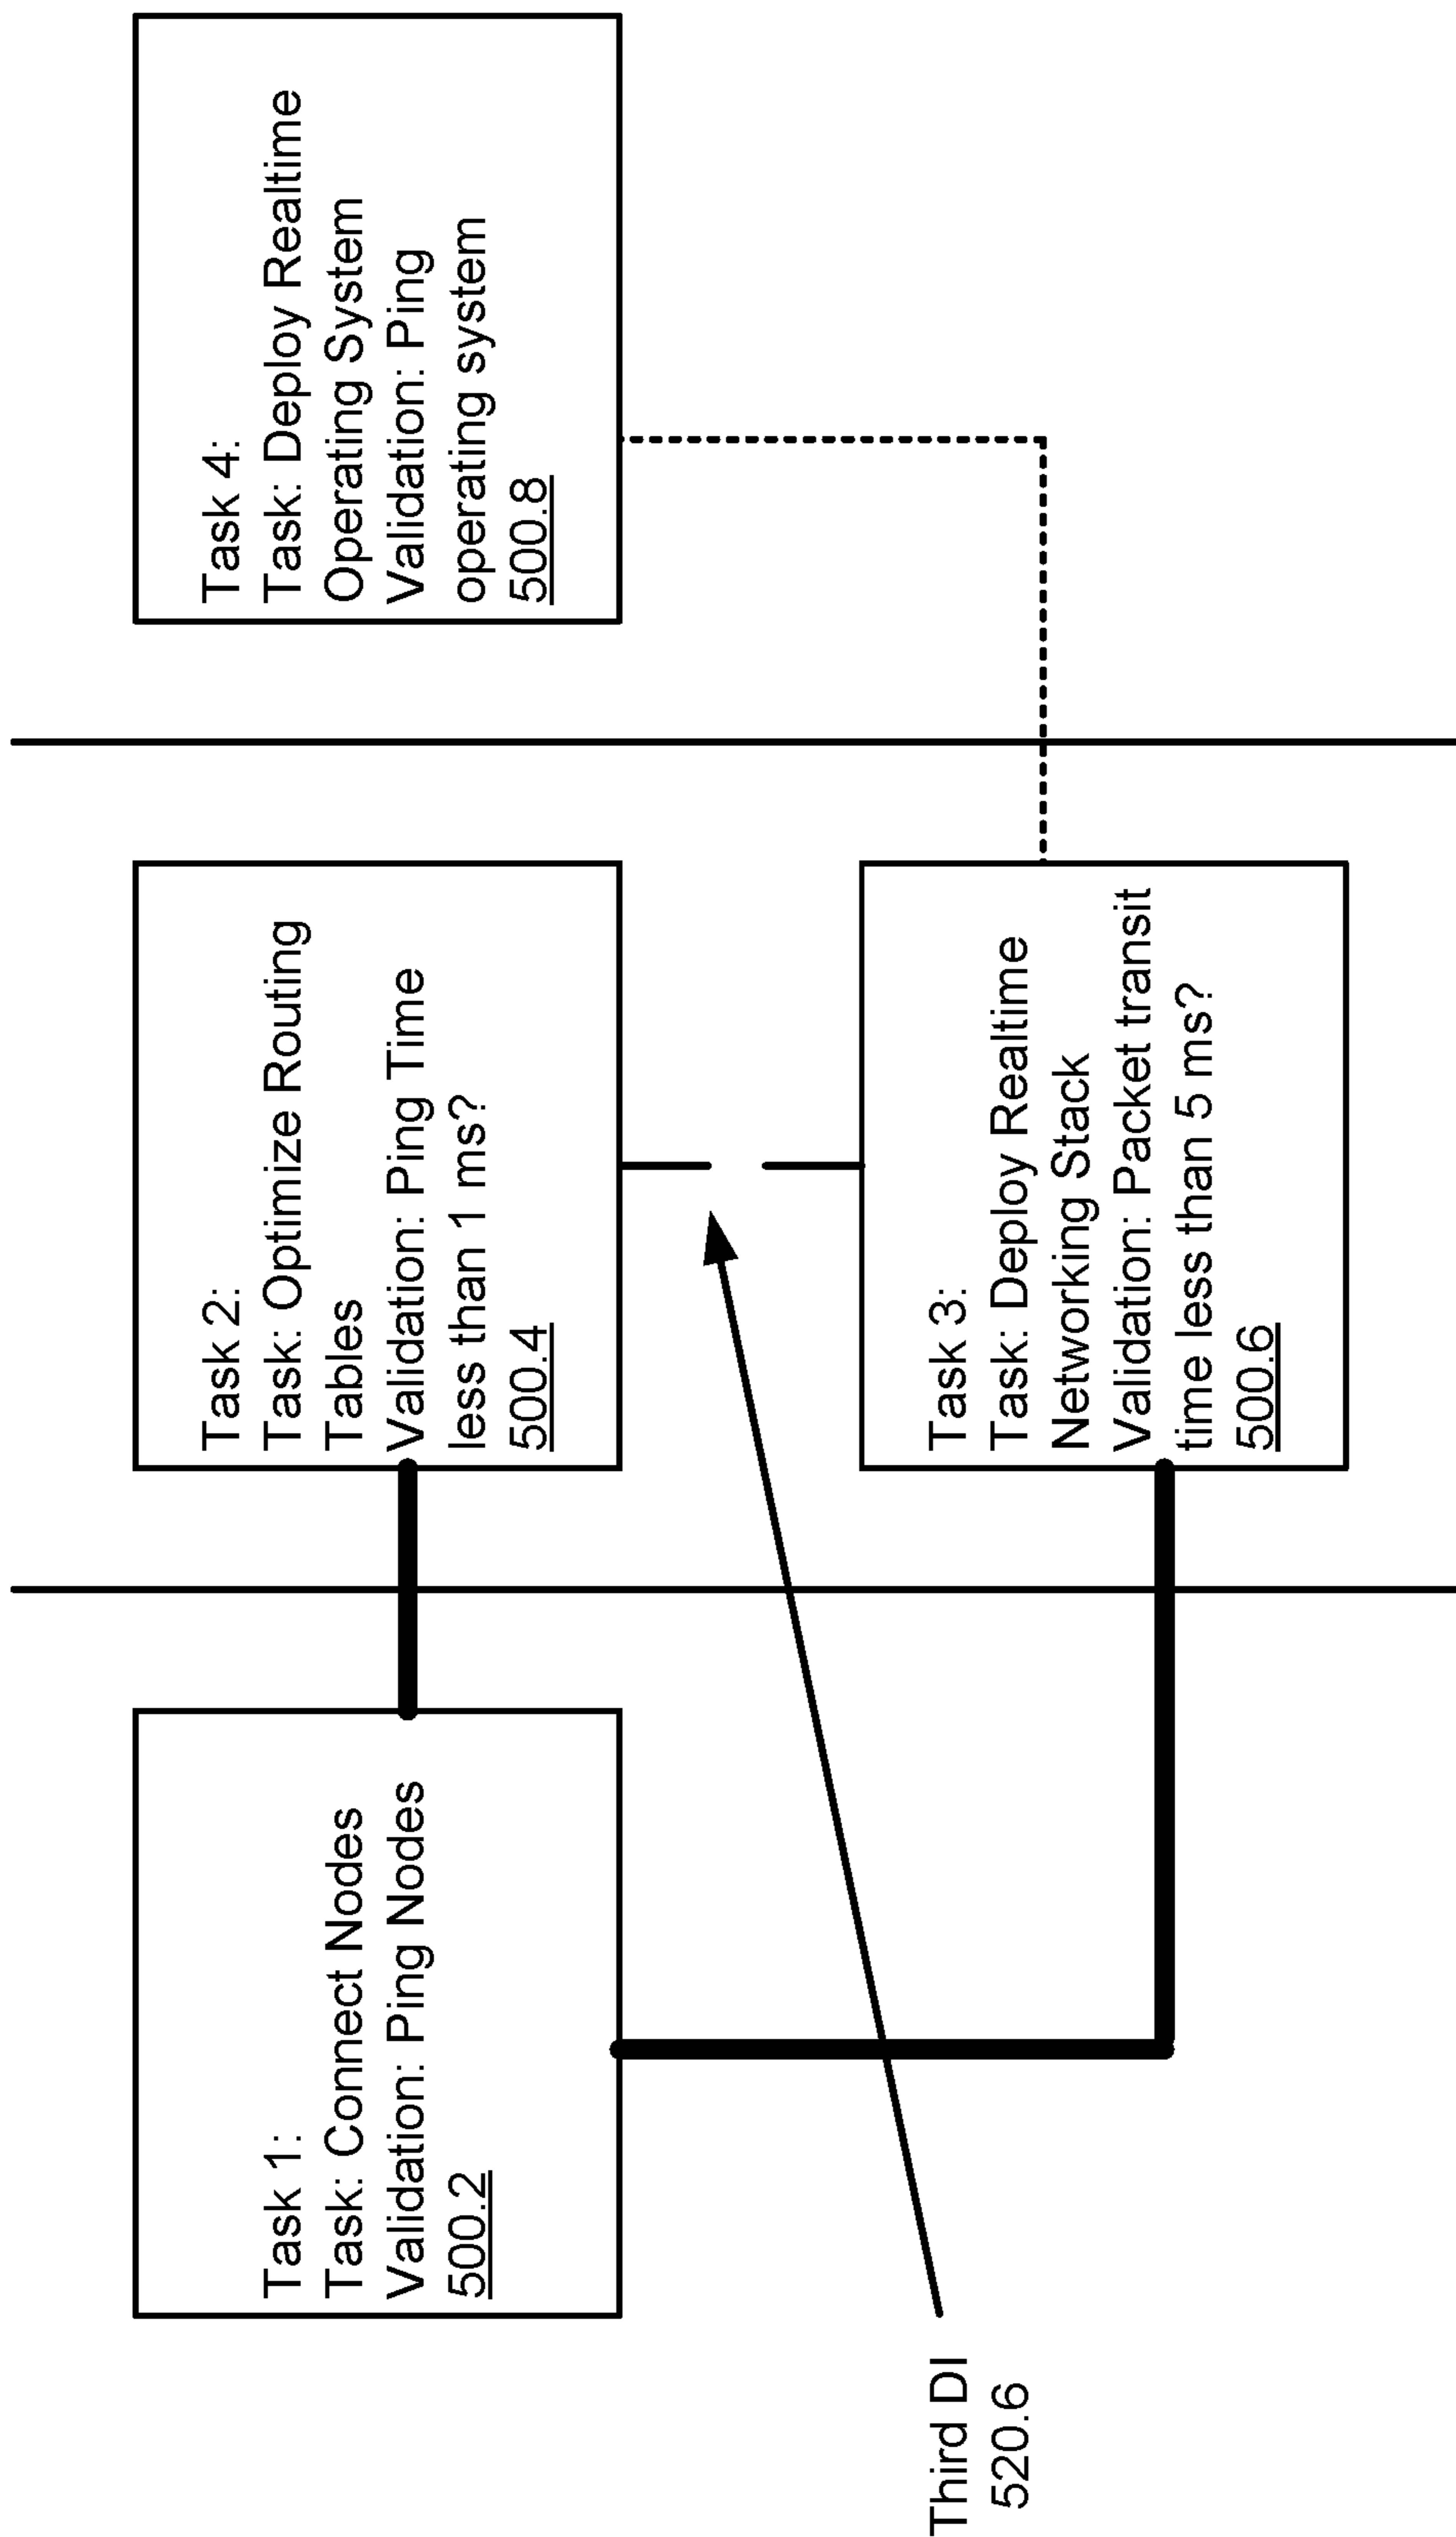 Task 1:
Task: Connect Nodes
Validation: Ping Nodes
500.2
Task 2:
Task: Optimize Routing
Tables
Validation: Ping Time
less than 1 ms?
500.4
Task 4:
Task: Deploy Realtime
Operating System
Validation: Ping
operating system
500.8
Third DI
520.6
Task 3:
Task: Deploy Realtime
Networking Stack
Validation: Packet transit
time less than 5 ms?
500.6